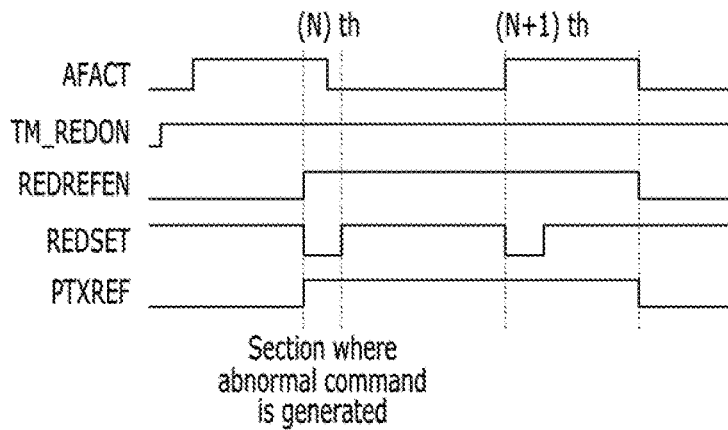 (N) th
(N+1) th
AFACT
TM_REDON
REDREFEN
REDSET
PTXREF
Section where
abnormal command
is generated